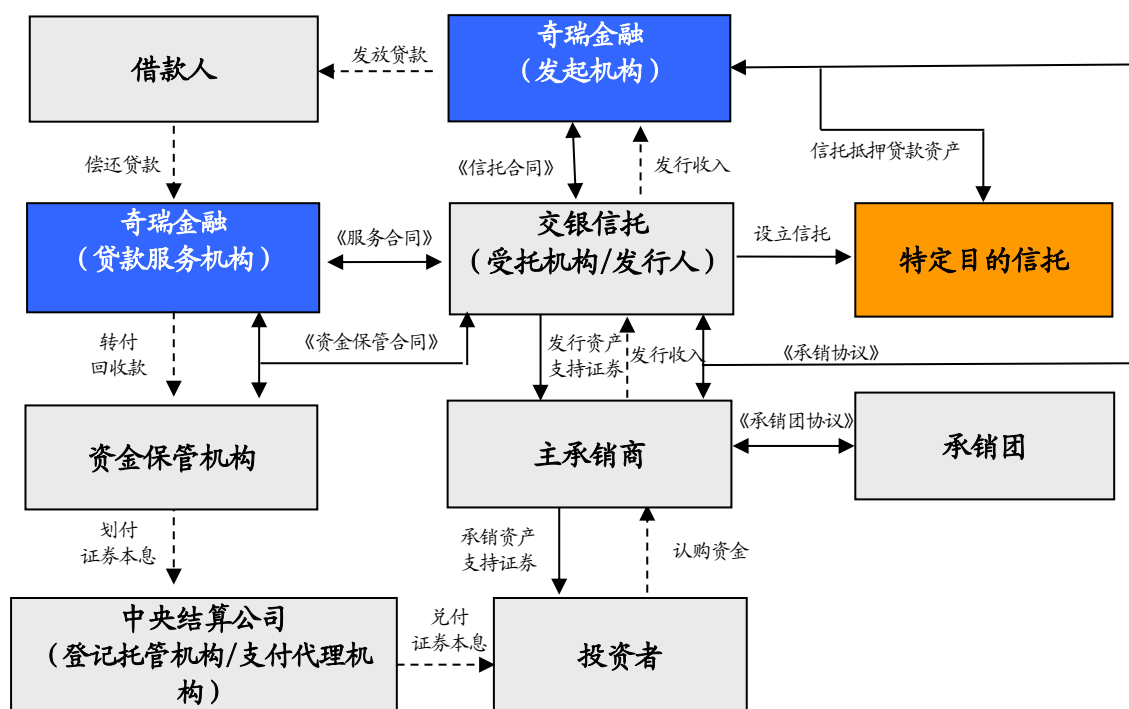 借款人
发放贷款
奇瑞金融
（发起机构）
偿还贷款
《信托合同》
发行收入
信托抵押贷款资产
奇瑞金融
（贷款服务机构）
《服务合同》
交银信托
（受托机构/发行人）
设立信托
特定目的信托
转付
回收款
《资金保管合同》
发行资产
支持证券
发行收入
《承销协议》
资金保管机构
主承销商
《承销团协议》
承销团
划付
证券本息
承销资产
支持证券
认购资金
中央结算公司
（登记托管机构/支付代理机
构）
兑付
证券本息
投资者